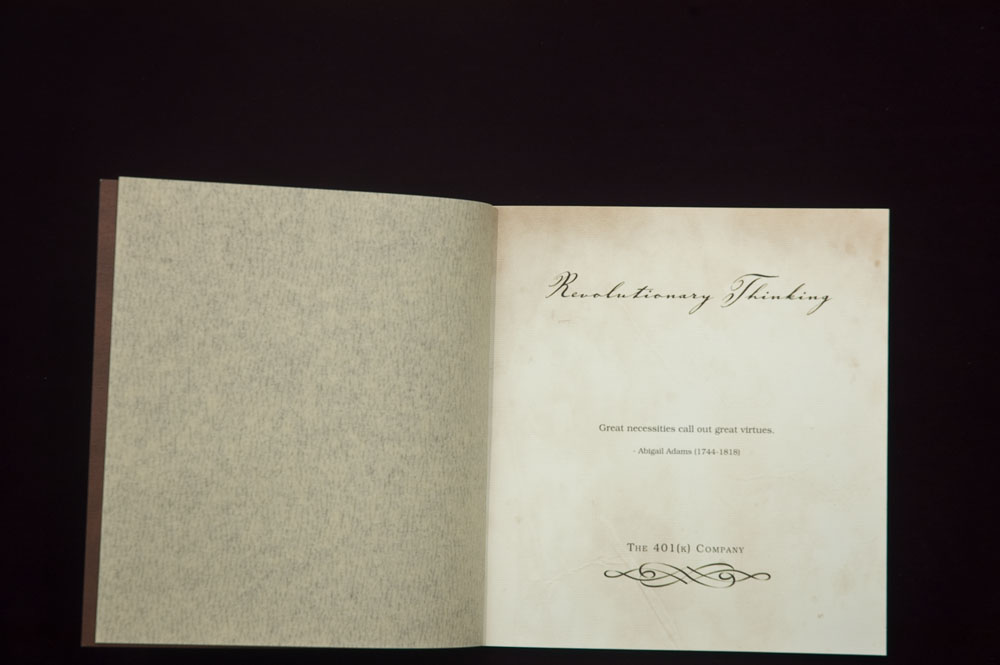 Revolutionary Thinking
Great necessities call out great virtues.
- Abigail Adams (1744-1818)
The 401(k) Company